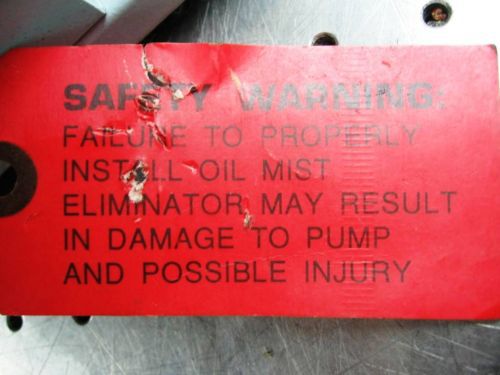 SAFETY WARNING:
FAILURE TO PROPERLY
INSTALL OIL MIST
ELIMINATOR MAY RESULT
IN DAMAGE TO PUMP
AND POSSIBLE INJURY